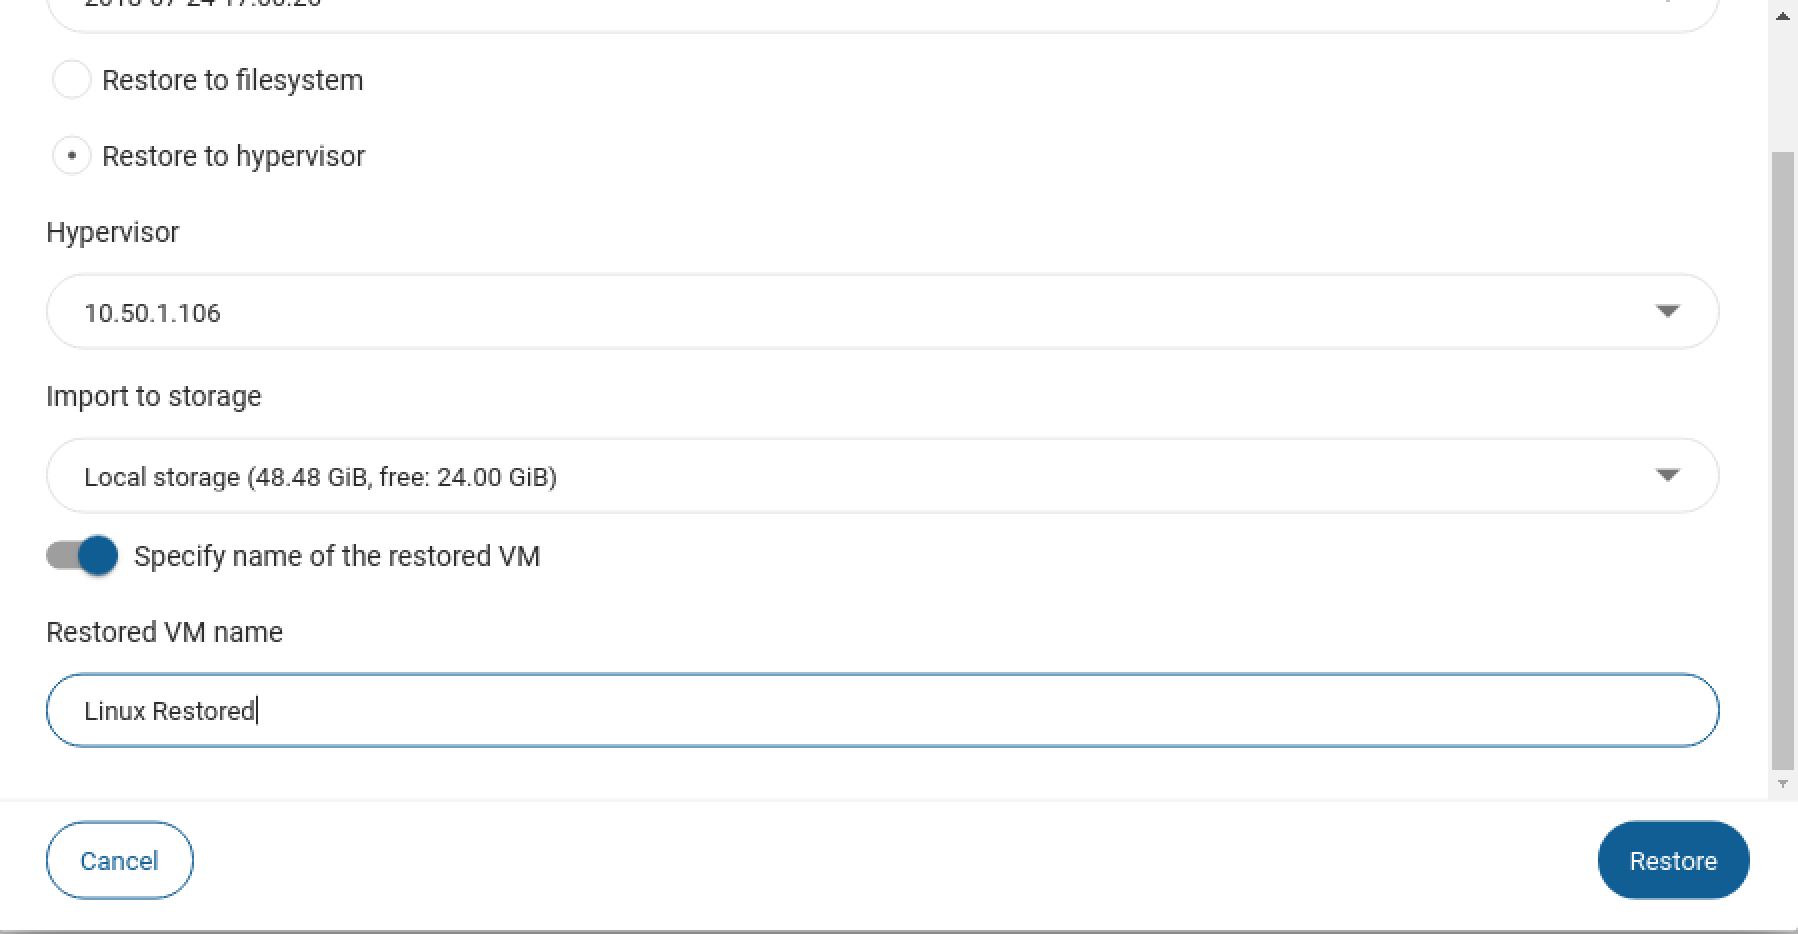 Restore to filesystem
Restore to hypervisor
Hypervisor
10.50.1.106
Import to storage
Local storage (48.48 GiB, free: 24.00 GiB)
Specify name of the restored VM
Restored VM name
Linux Restored
Cancel
Restore